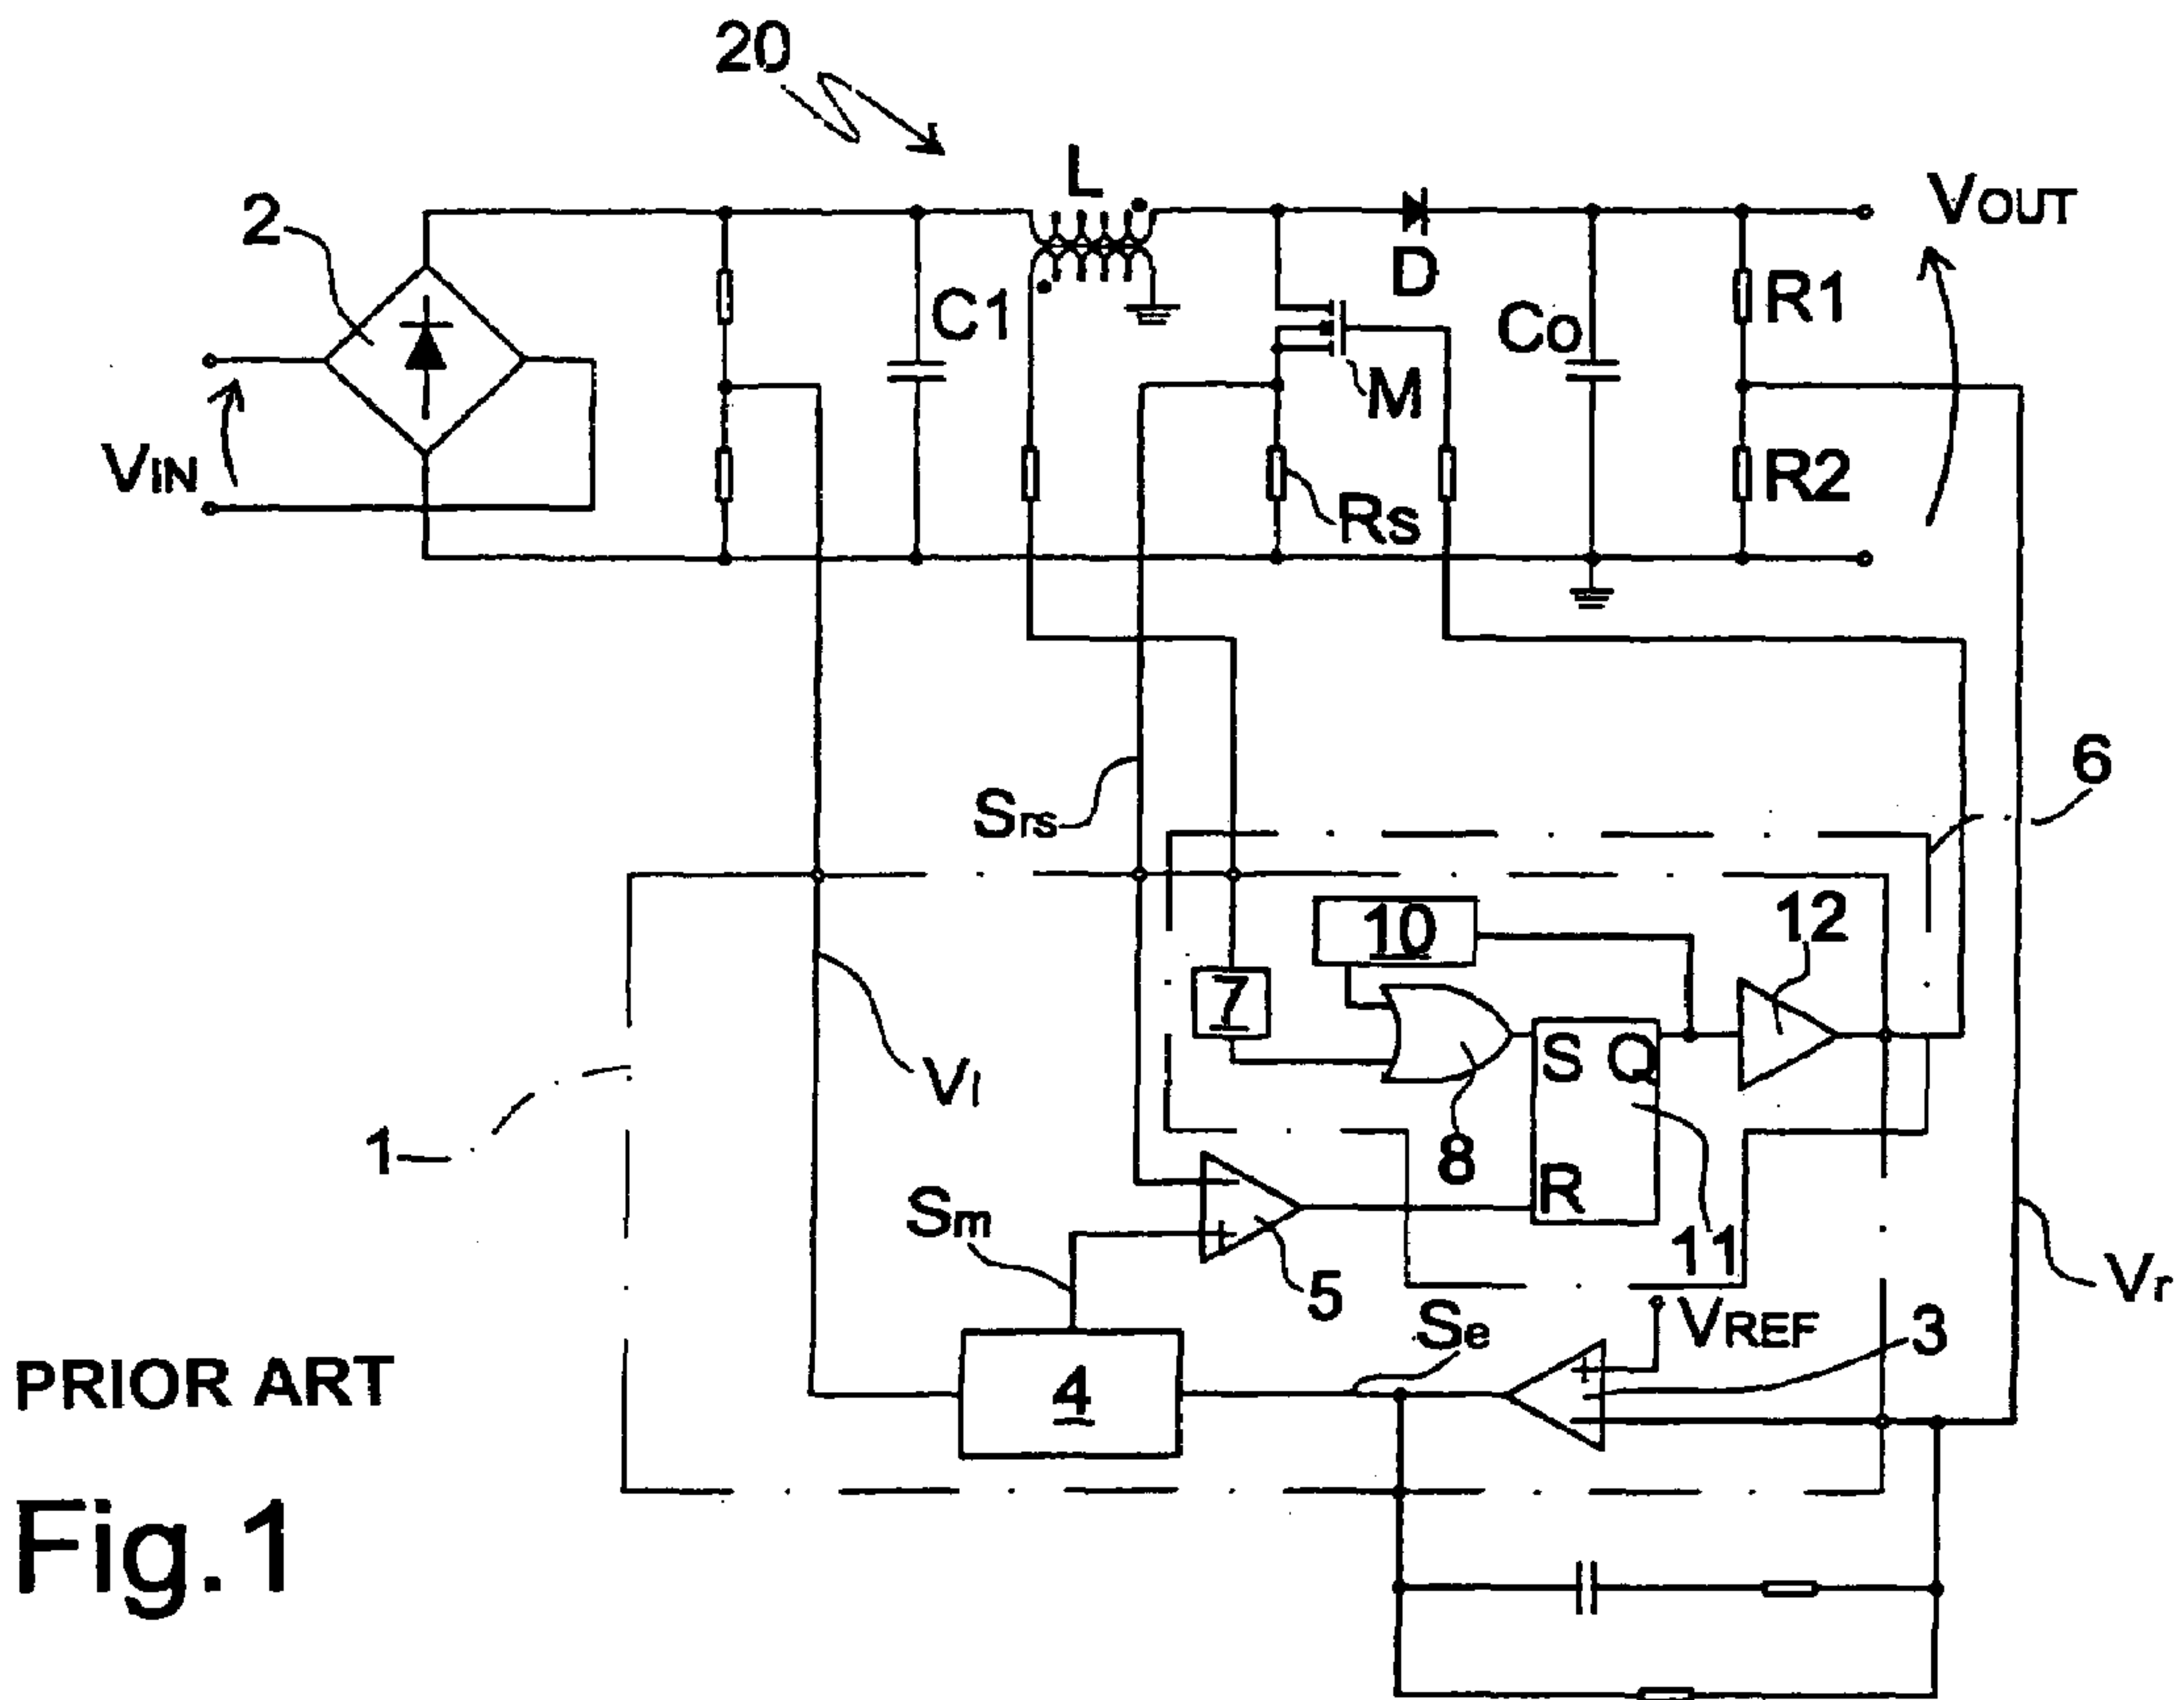 20
L
VOUT
2
C1
D
R1
Co
M
VIN
R2
Rs
6
Srs
10
12
7
S Q
Vl
1
8
R
Sm
11
5
Vr
VREF
Se
3
PRIOR ART
4
Fig.1